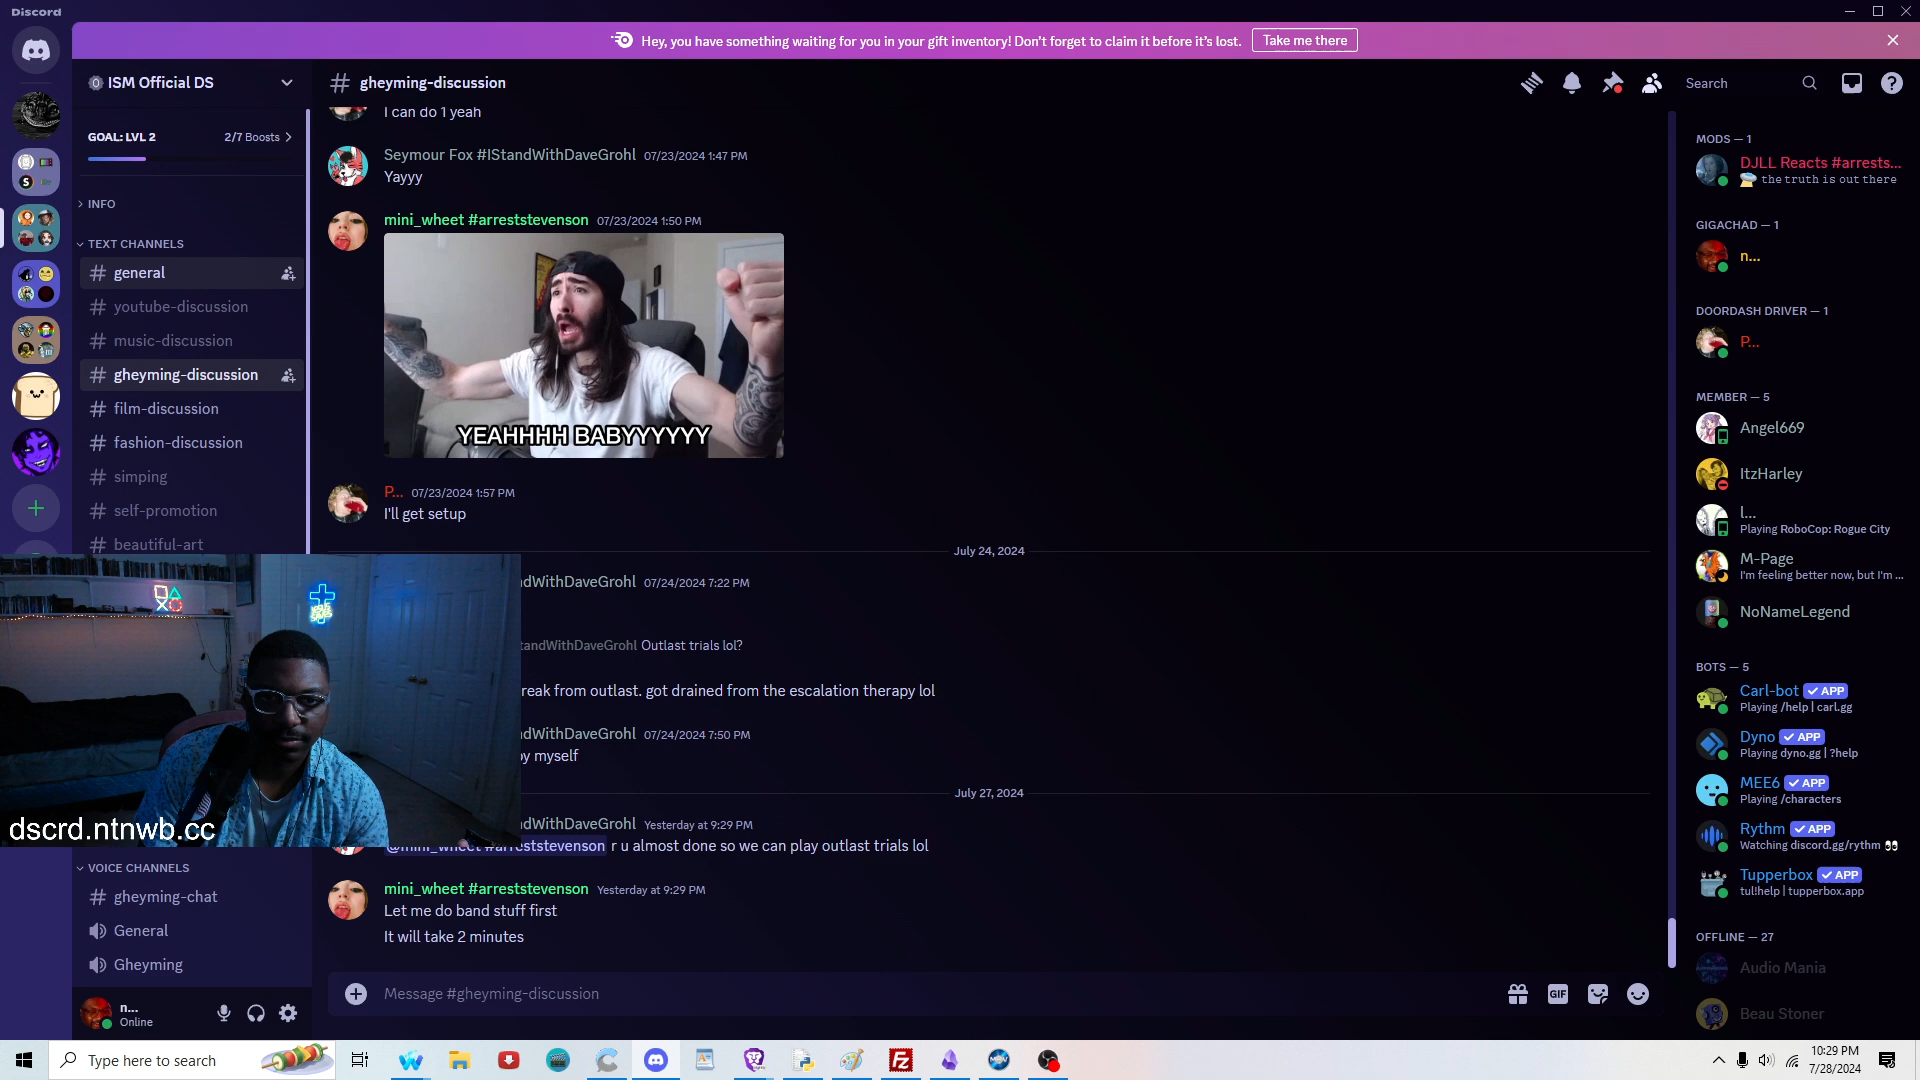 Discord
Hey, you have something waiting for you in your gift inventory! Don't forget to claim it before it's lost.
Take me there
ISM Official DS
GOAL: LVL 2
2/7 Boosts
INFO
TEXT CHANNELS
general
youtube-discussion
music-discussion
gheyming-discussion
film-discussion
fashion-discussion
simping
self-promotion
beautiful-art
dscrd.ntnwb.cc
VOICE CHANNELS
gheyming-chat
General
Gheyming
n...
Online
gheyming-discussion
Search
I can do 1 yeah
Seymour Fox #IStandWithDaveGrohl 07/23/2024 1:47 PM
Yayyy
mini_wheet #arreststevenson 07/23/2024 1:50 PM
YEAHHHH BABYYYYYY
P... 07/23/2024 1:57 PM
I'll get setup
July 24, 2024
dWithDaveGrohl 07/24/2024 7:22 PM
tandWithDaveGrohl Outlast trials lol?
reak from outlast. got drained from the escalation therapy lol
dWithDaveGrohl 07/24/2024 7:50 PM
by myself
July 27, 2024
dWithDaveGrohl Yesterday at 9:29 PM
@mini_wheet #arreststevenson r u almost done so we can play outlast trials lol
mini_wheet #arreststevenson Yesterday at 9:29 PM
Let me do band stuff first
It will take 2 minutes
Message #gheyming-discussion
GIF
MODS — 1
DJLL Reacts #arrests...
the truth is out there
GIGACHAD — 1
n...
DOORDASH DRIVER — 1
P...
MEMBER — 5
Angel669
ItzHarley
l...
Playing RoboCop: Rogue City
M-Page
I'm feeling better now, but I'm ...
NoNameLegend
BOTS — 5
Carl-bot APP
Playing /help | carl.gg
Dyno APP
Playing dyno.gg | ?help
MEE6 APP
Playing /characters
Rythm APP
Watching discord.gg/rythm 👀
Tupperbox APP
tul!help | tupperbox.app
OFFLINE — 27
Audio Mania
Beau Stoner
Type here to search
10:29 PM
7/28/2024